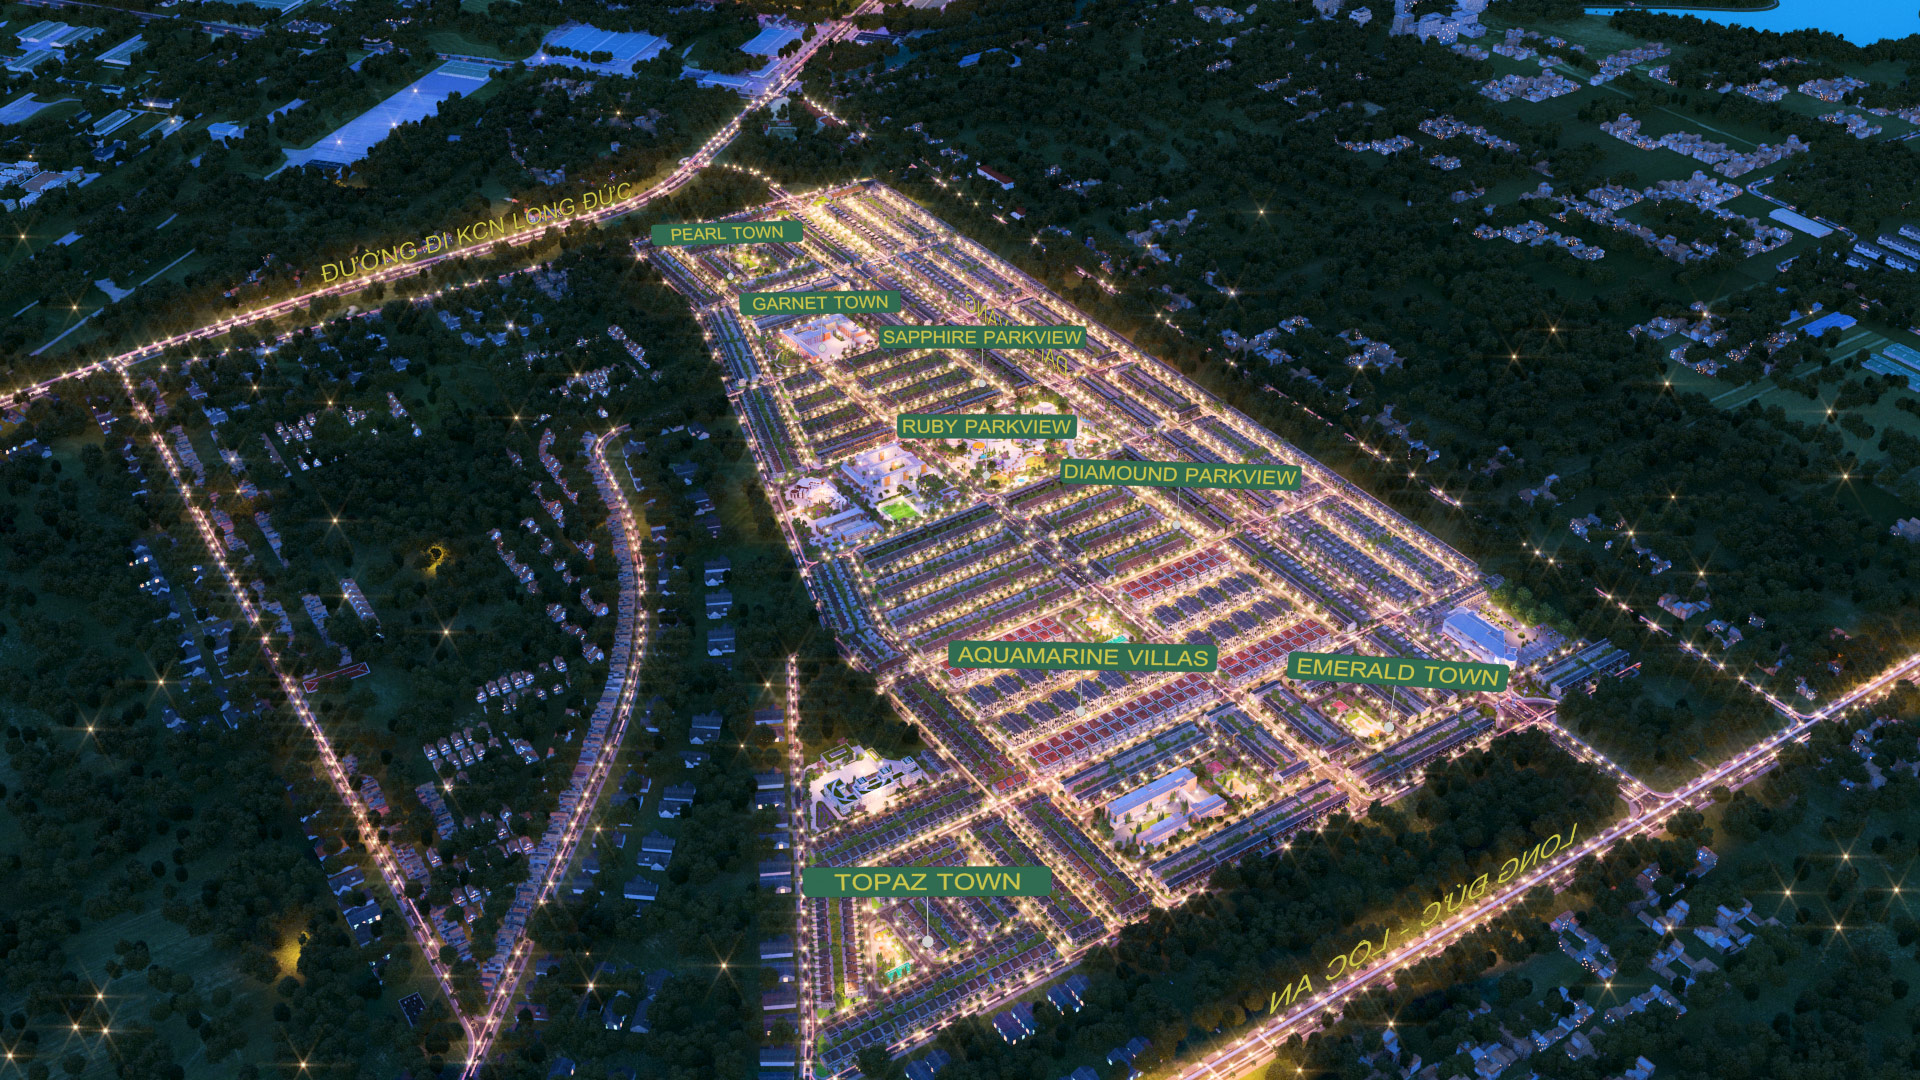 ĐƯỜNG ĐI KCN LONG ĐỨC
PEARL TOWN
GARNET TOWN
SAPPHIRE PARKVIEW
RUBY PARKVIEW
DIAMOUND PARKVIEW
AQUAMARINE VILLAS
EMERALD TOWN
TOPAZ TOWN
LONG ĐỨC - LỘC AN